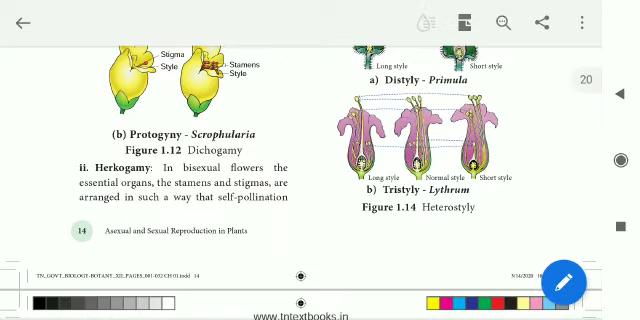 20
Stigma
Style
Stamens
Style
(b) Protogyny - Scrophularia
Figure 1.12 Dichogamy
ii. Herkogamy: In bisexual flowers the
essential organs, the stamens and stigmas, are
arranged in such a way that self-pollination
Long style
Short style
a) Distyly - Primula
Long style
Normal style
Short style
b) Tristyly - Lythrum
Figure 1.14 Heterostyly
14 Asexual and Sexual Reproduction in Plants
TN_GOVT_BIOLOGY-BOTANY_XII_PAGES_001-032 CH 01.indd 14
www.tntextbooks.in